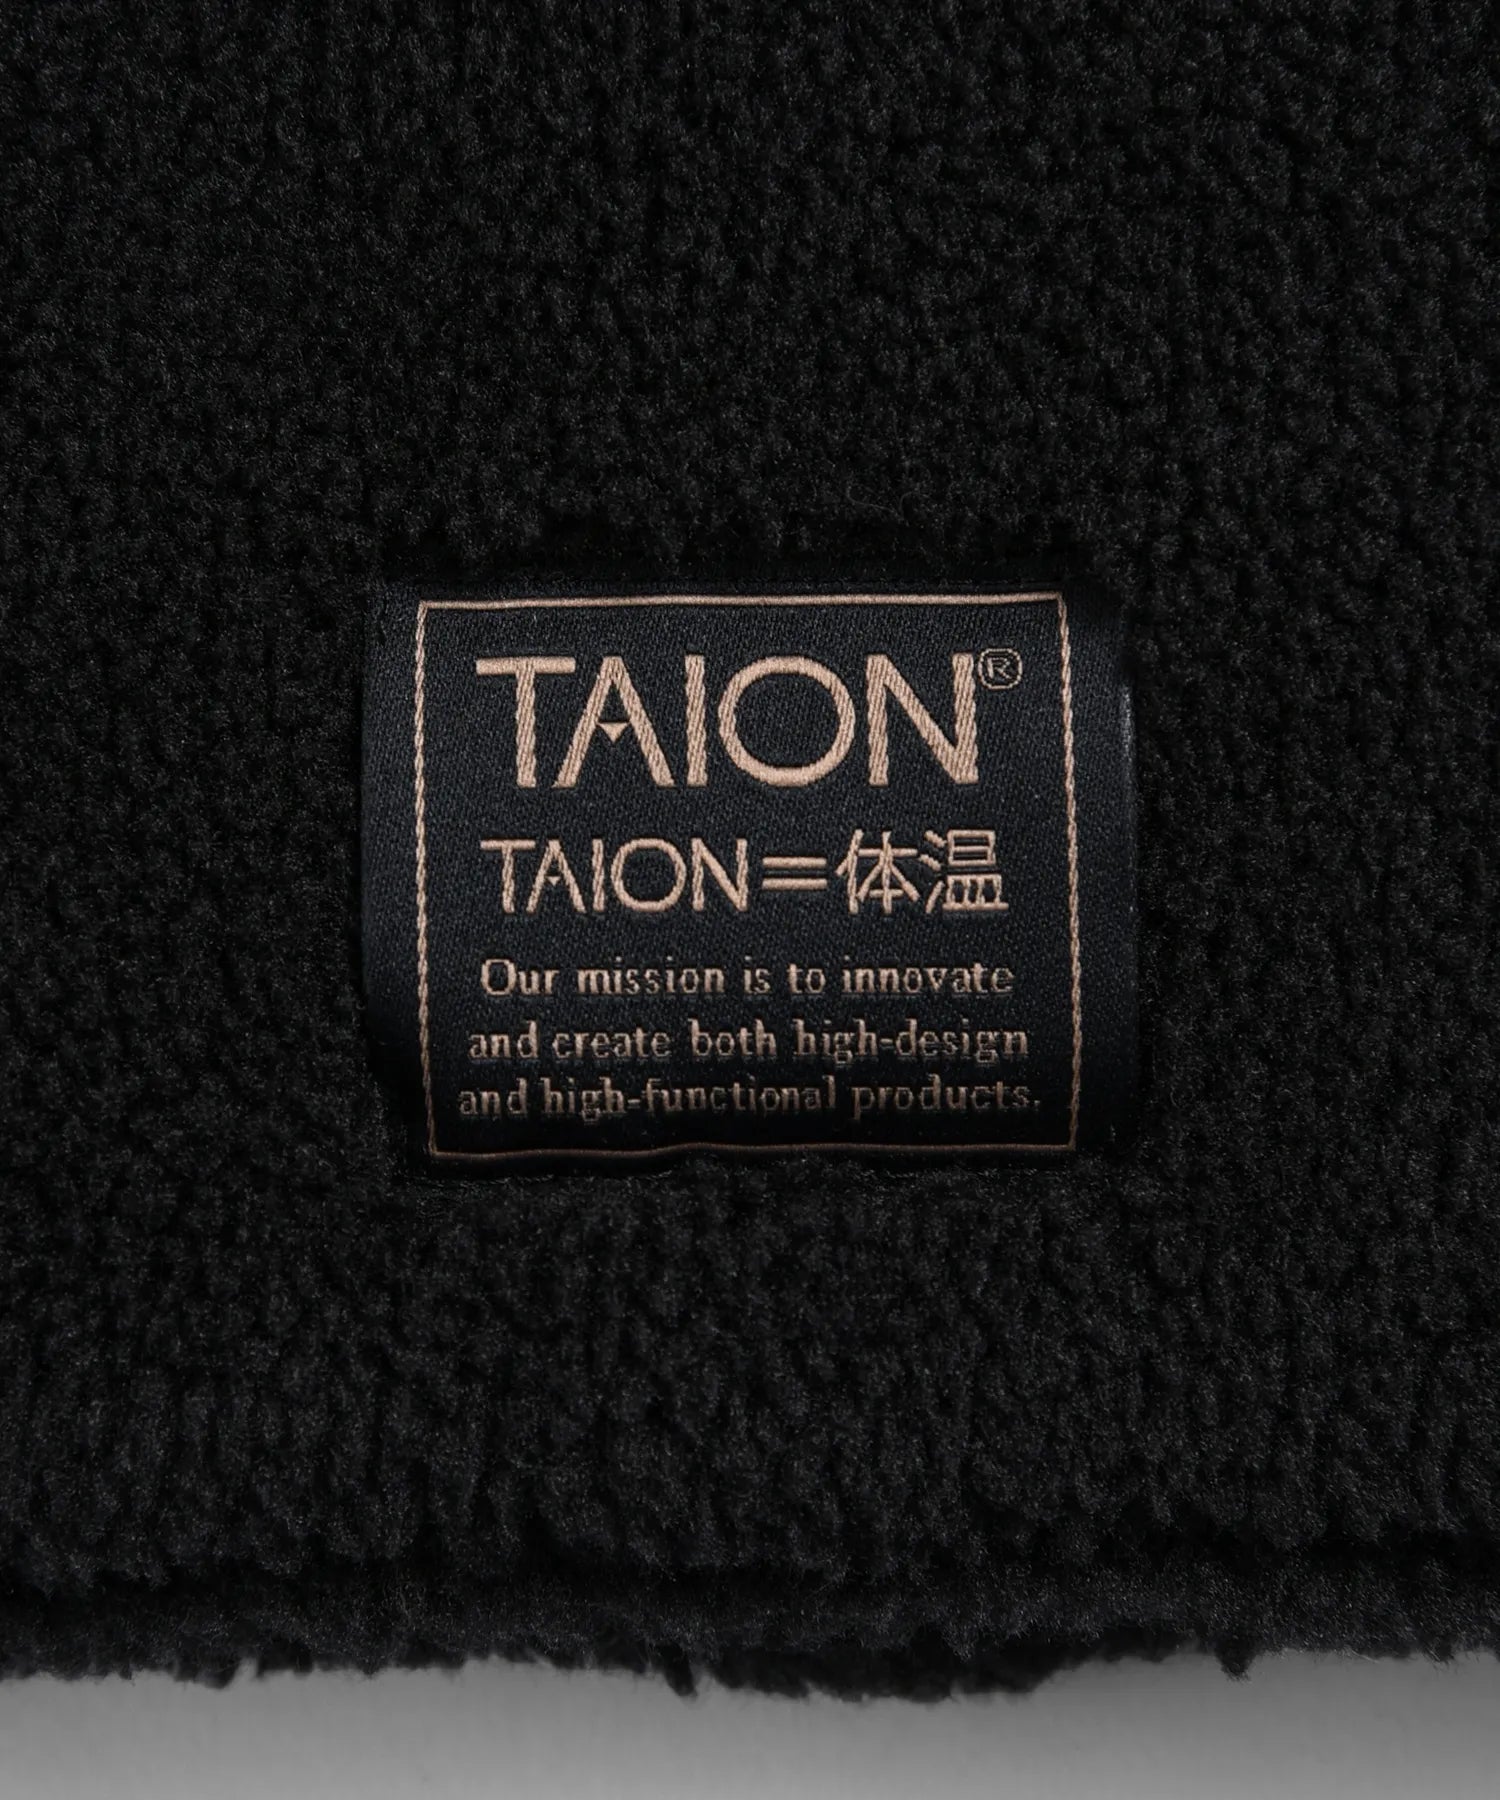 TAION®
TAION=体温
Our mission is to innovate
and create both high-design
and high-functional products.